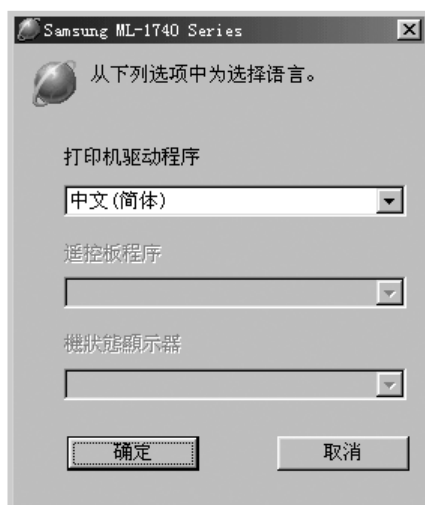 Samsung ML-1740 Series
从下列选项中为选择语言。
打印机驱动程序
中文(简体)
遥控板程序
機狀態顯示器
确定
取消